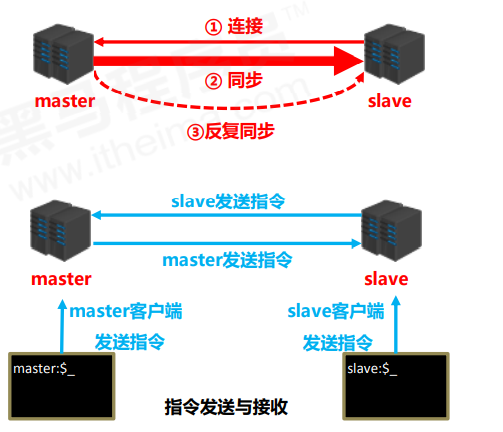 ① 连接
② 同步
master
slave
③反复同步
黑马程序员™
www.itheima.com
slave发送指令
master发送指令
master
slave
master客户端
发送指令
slave客户端
发送指令
master:$_
slave:$_
指令发送与接收